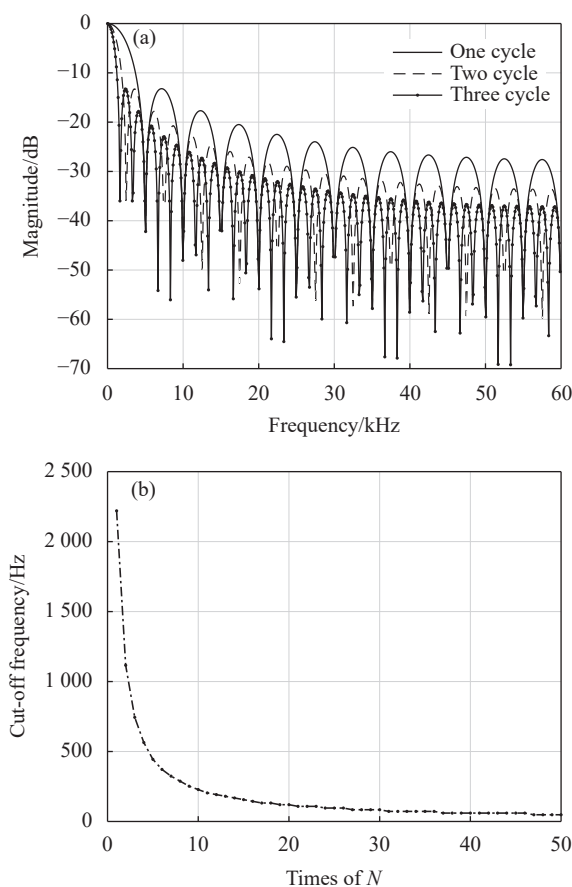 (a)
One cycle
Two cycle
Three cycle
0
−10
−20
−30
−40
−50
−60
−70
Magnitude/dB
0 10 20 30 40 50 60
Frequency/kHz
(b)
2 500
2 000
1 500
1 000
500
0
Cut-off frequency/Hz
0 10 20 30 40 50
Times of N